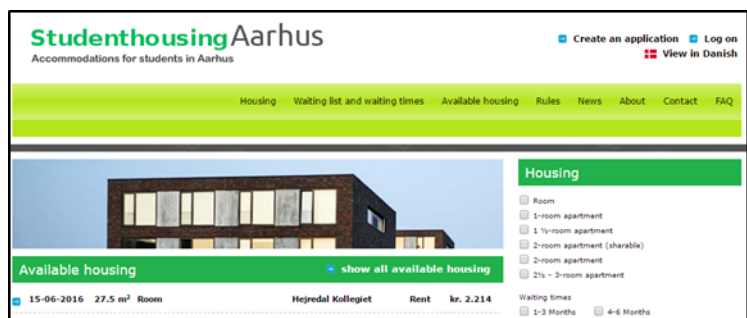 StudenthousingAarhus
Accommodations for students in Aarhus
Create an application Log on
View in Danish
Housing Waiting list and waiting times Available housing Rules News About Contact FAQ
Housing
Room
1-room apartment
1 ½-room apartment
2-room apartment (sharable)
2-room apartment
2½ - 3-room apartment
Waiting times
1-3 Months 4-6 Months
Available housing show all available housing
15-06-2016 27.5 m² Room Hejredal Kollegiet Rent kr. 2.214